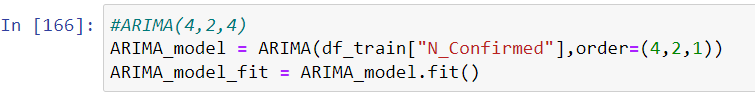 In [166]: #ARIMA(4,2,4)
ARIMA_model = ARIMA(df_train["N_Confirmed"],order=(4,2,1))
ARIMA_model_fit = ARIMA_model.fit()